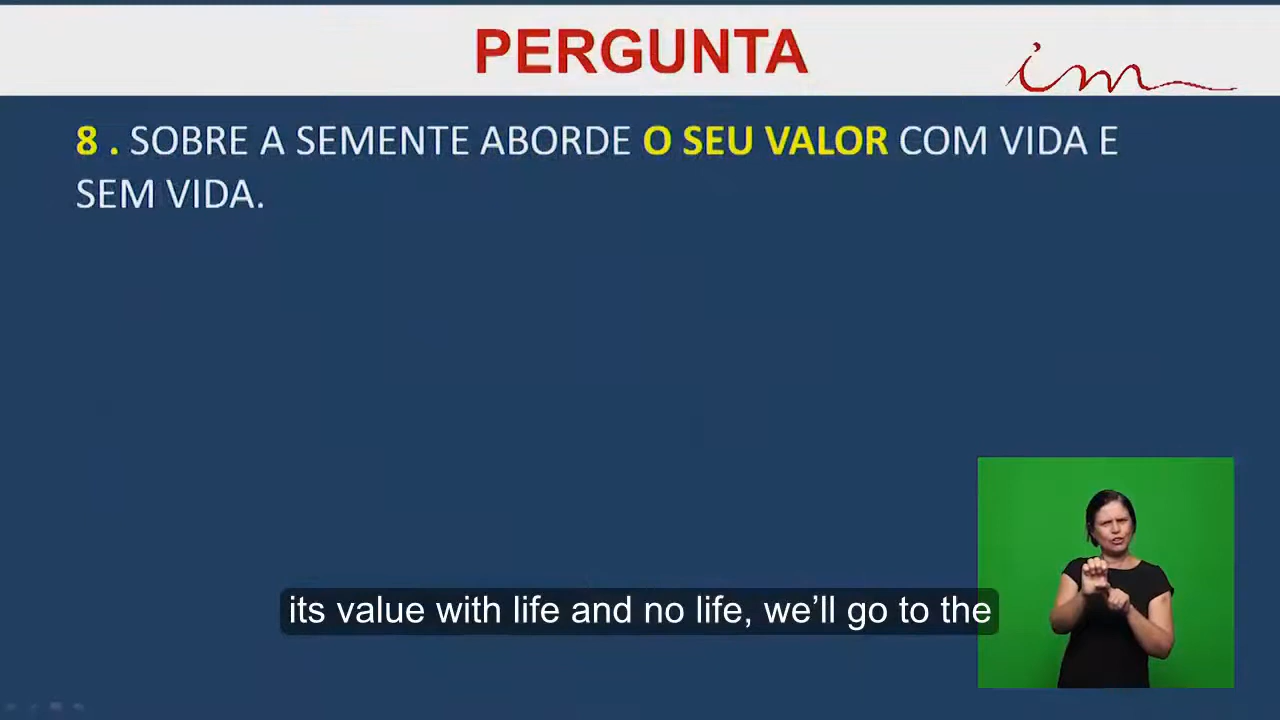 PERGUNTA
im
8 . SOBRE A SEMENTE ABORDE O SEU VALOR COM VIDA E
SEM VIDA.
its value with life and no life, we’ll go to the